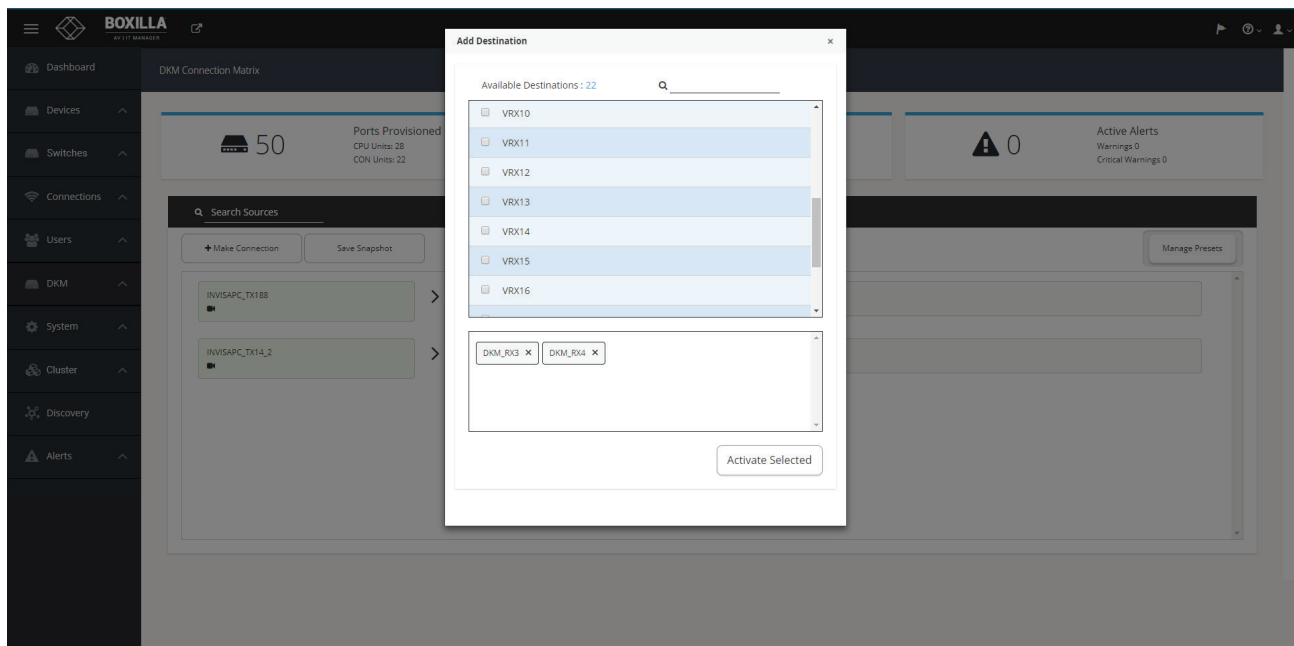 BOXILLA
AV | IT MANAGER
Dashboard
Devices
Switches
Connections
Users
DKM
System
Cluster
Discovery
Alerts
DKM Connection Matrix
50
Ports Provisioned
CPU Units: 28
CON Units: 22
0
Active Alerts
Warnings 0
Critical Warnings 0
Search Sources
+ Make Connection
Save Snapshot
Manage Presets
INVISAPC_TX188
INVISAPC_TX14_2
Add Destination
×
Available Destinations : 22
VRX10
VRX11
VRX12
VRX13
VRX14
VRX15
VRX16
DKM_RX3 × DKM_RX4 ×
Activate Selected